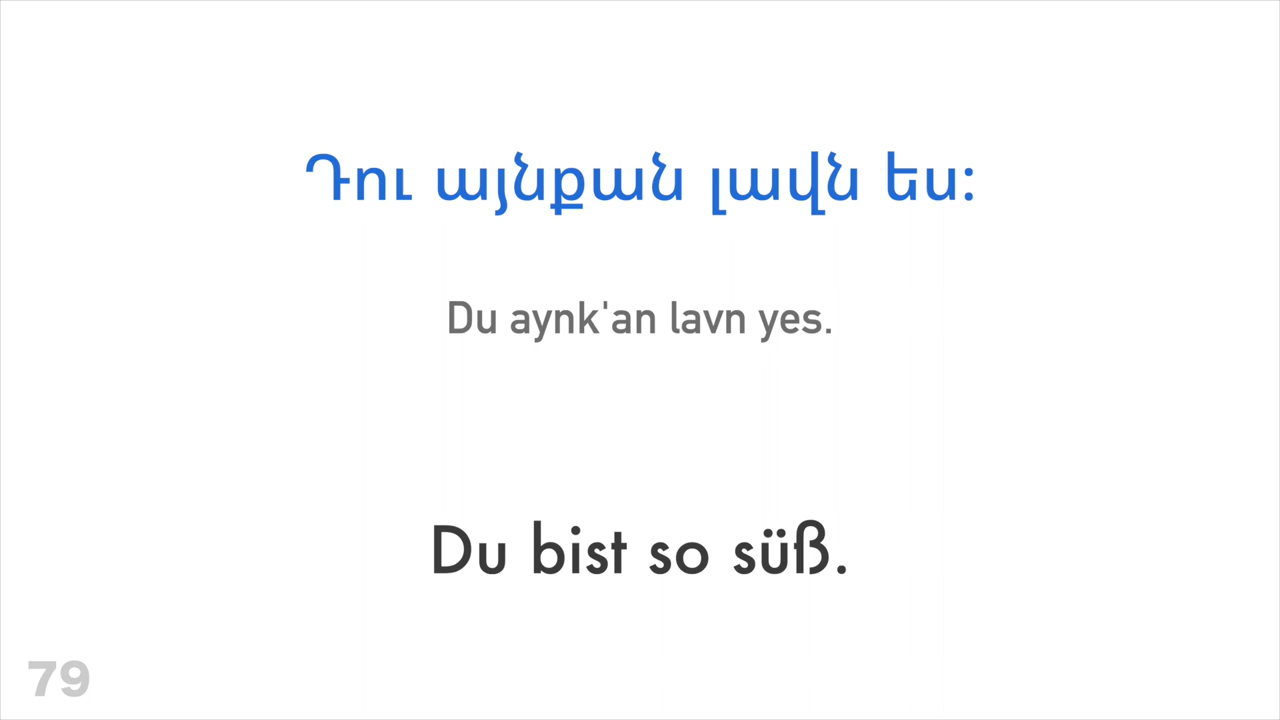 Դու այնքան լավն ես:
Du aynk'an lavn yes.
Du bist so süß.
79